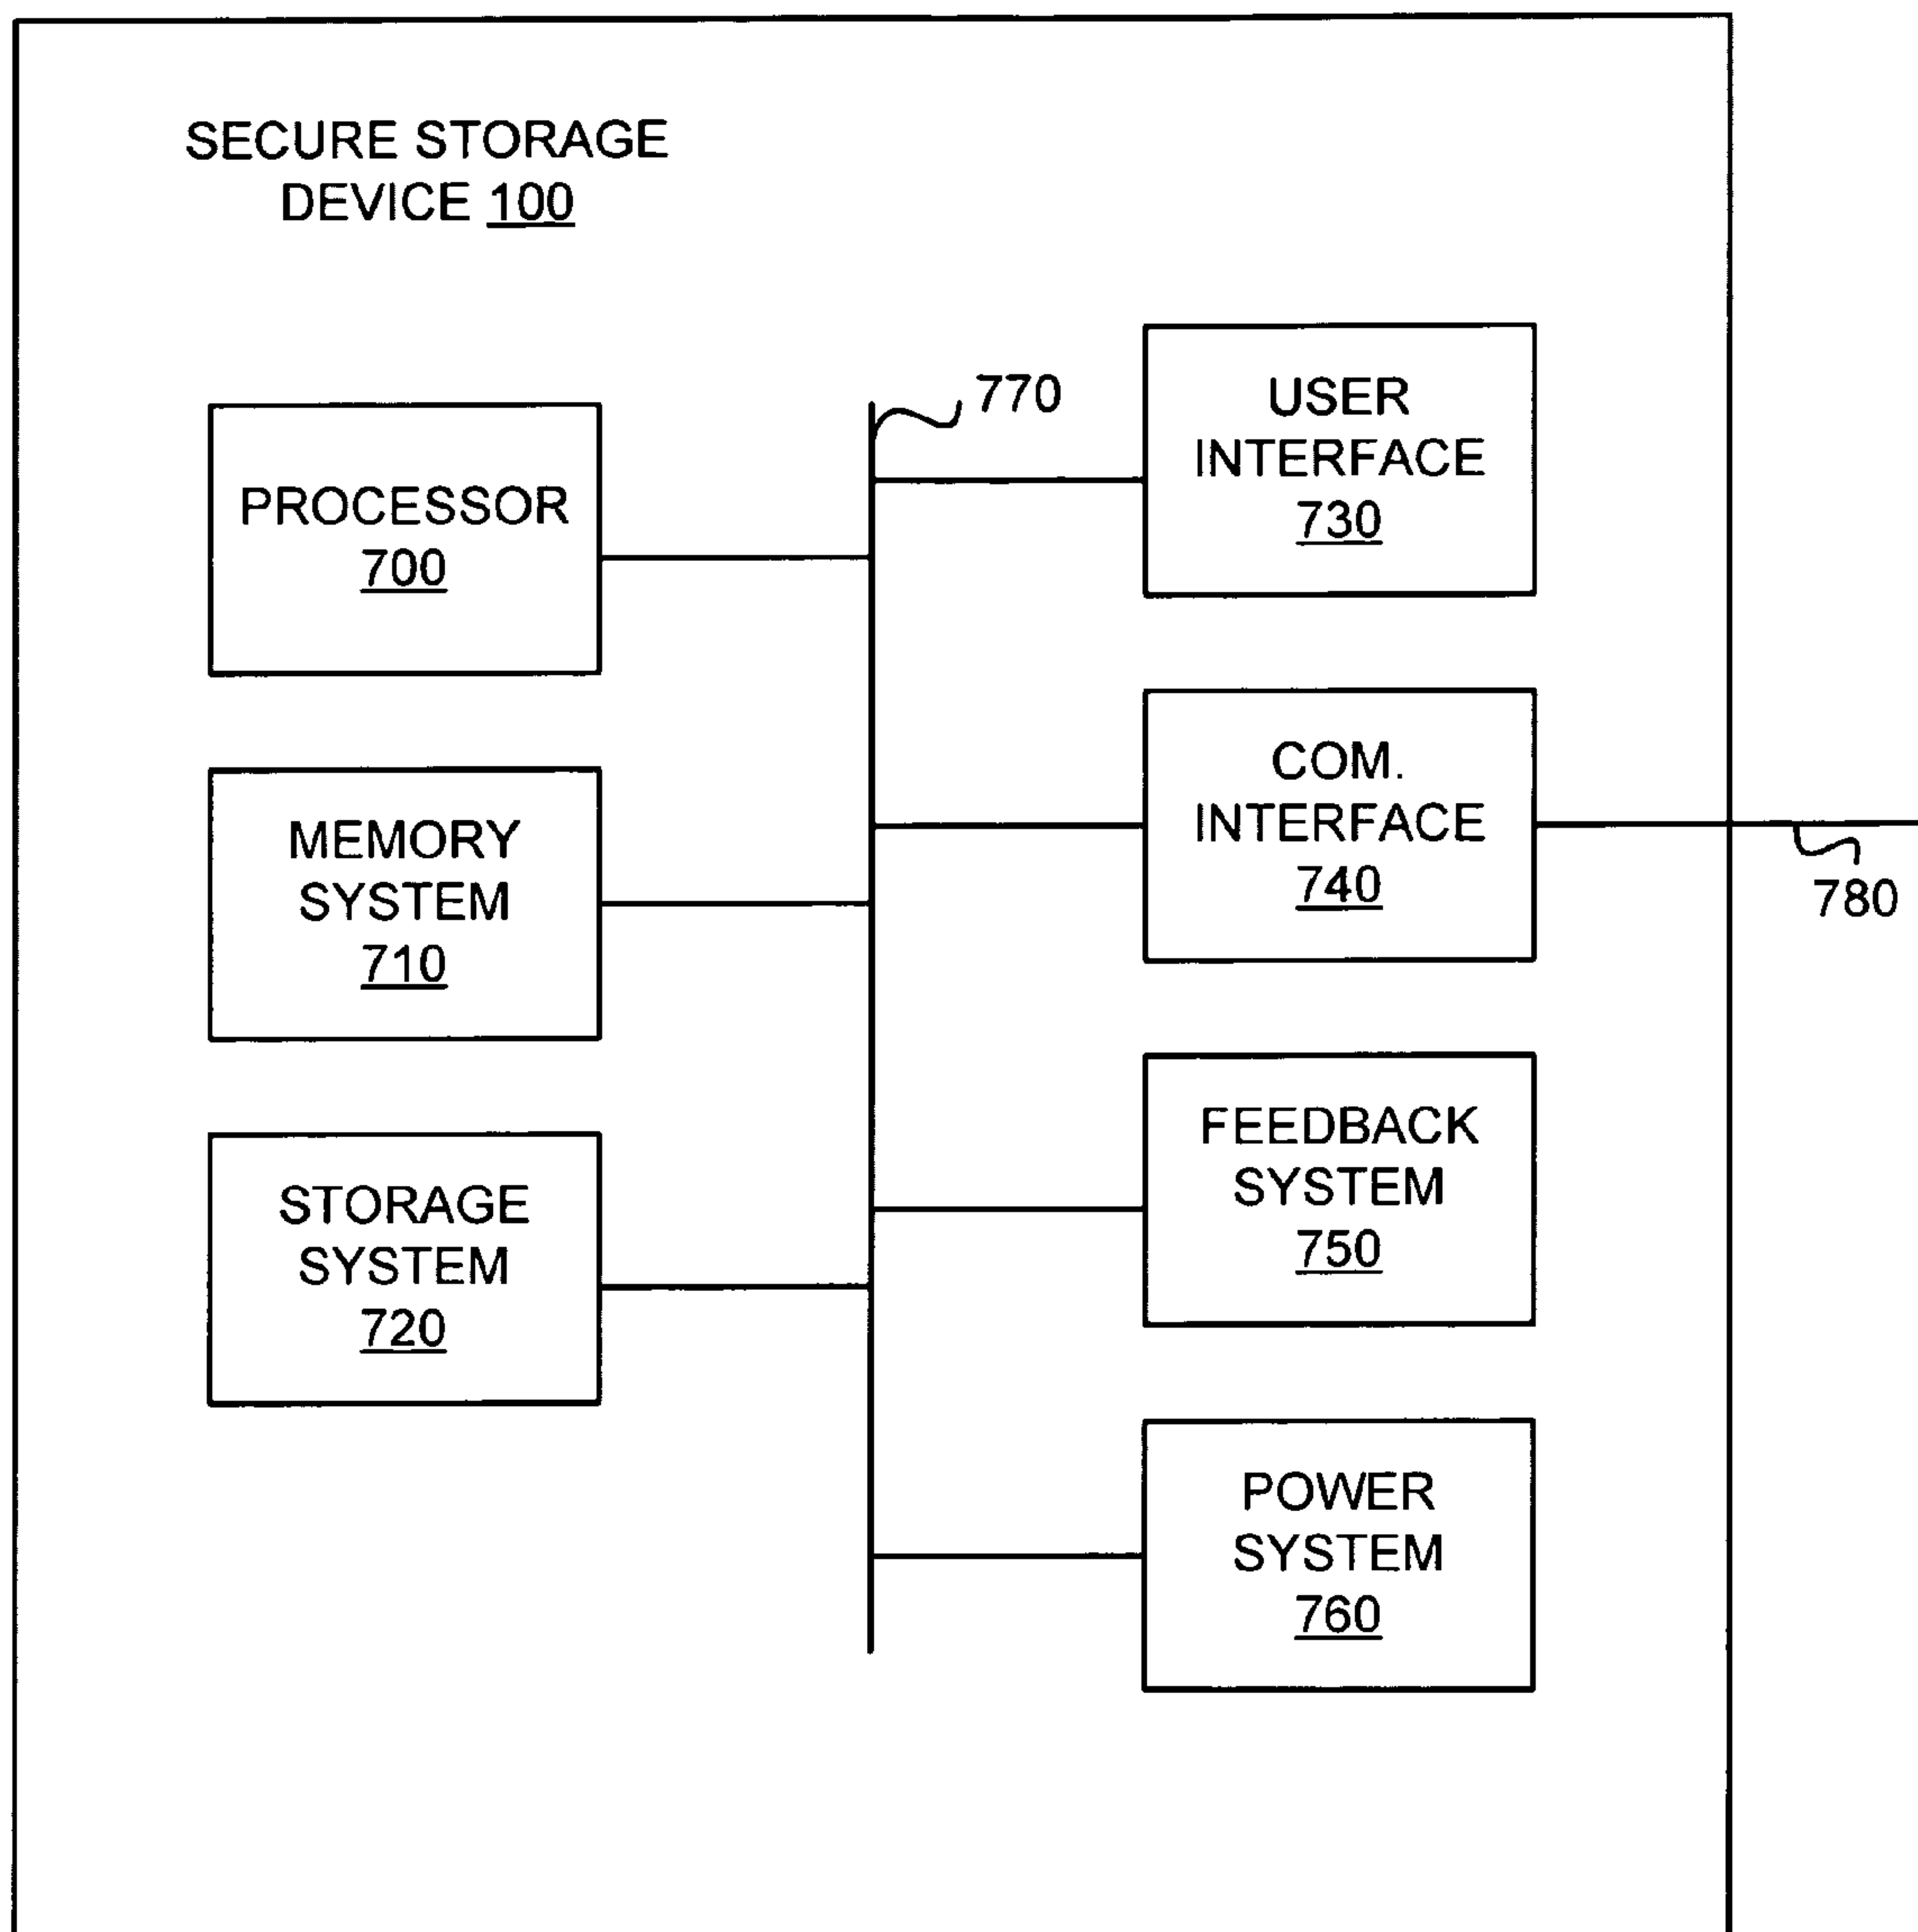 SECURE STORAGE
DEVICE 100
770
USER
INTERFACE
730
PROCESSOR
700
COM.
INTERFACE
740
780
MEMORY
SYSTEM
710
FEEDBACK
SYSTEM
750
STORAGE
SYSTEM
720
POWER
SYSTEM
760